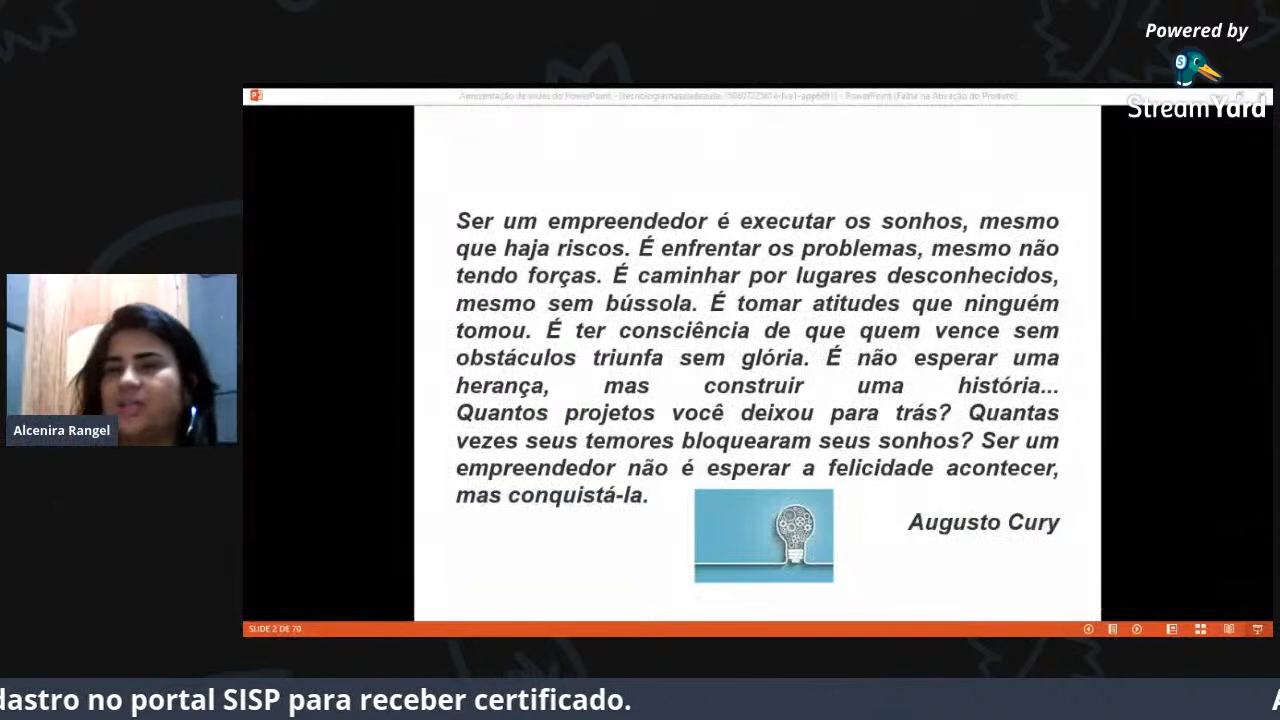 Powered by
StreamYard
Ser um empreendedor é executar os sonhos, mesmo
que haja riscos. É enfrentar os problemas, mesmo não
tendo forças. É caminhar por lugares desconhecidos,
mesmo sem bússola. É tomar atitudes que ninguém
tomou. É ter consciência de que quem vence sem
obstáculos triunfa sem glória. É não esperar uma
herança, mas construir uma história...
Quantos projetos você deixou para trás? Quantas
vezes seus temores bloquearam seus sonhos? Ser um
empreendedor não é esperar a felicidade acontecer,
mas conquistá-la.
Augusto Cury
Alcenira Rangel
SLIDE 2 DE 70
dastro no portal SISP para receber certificado.